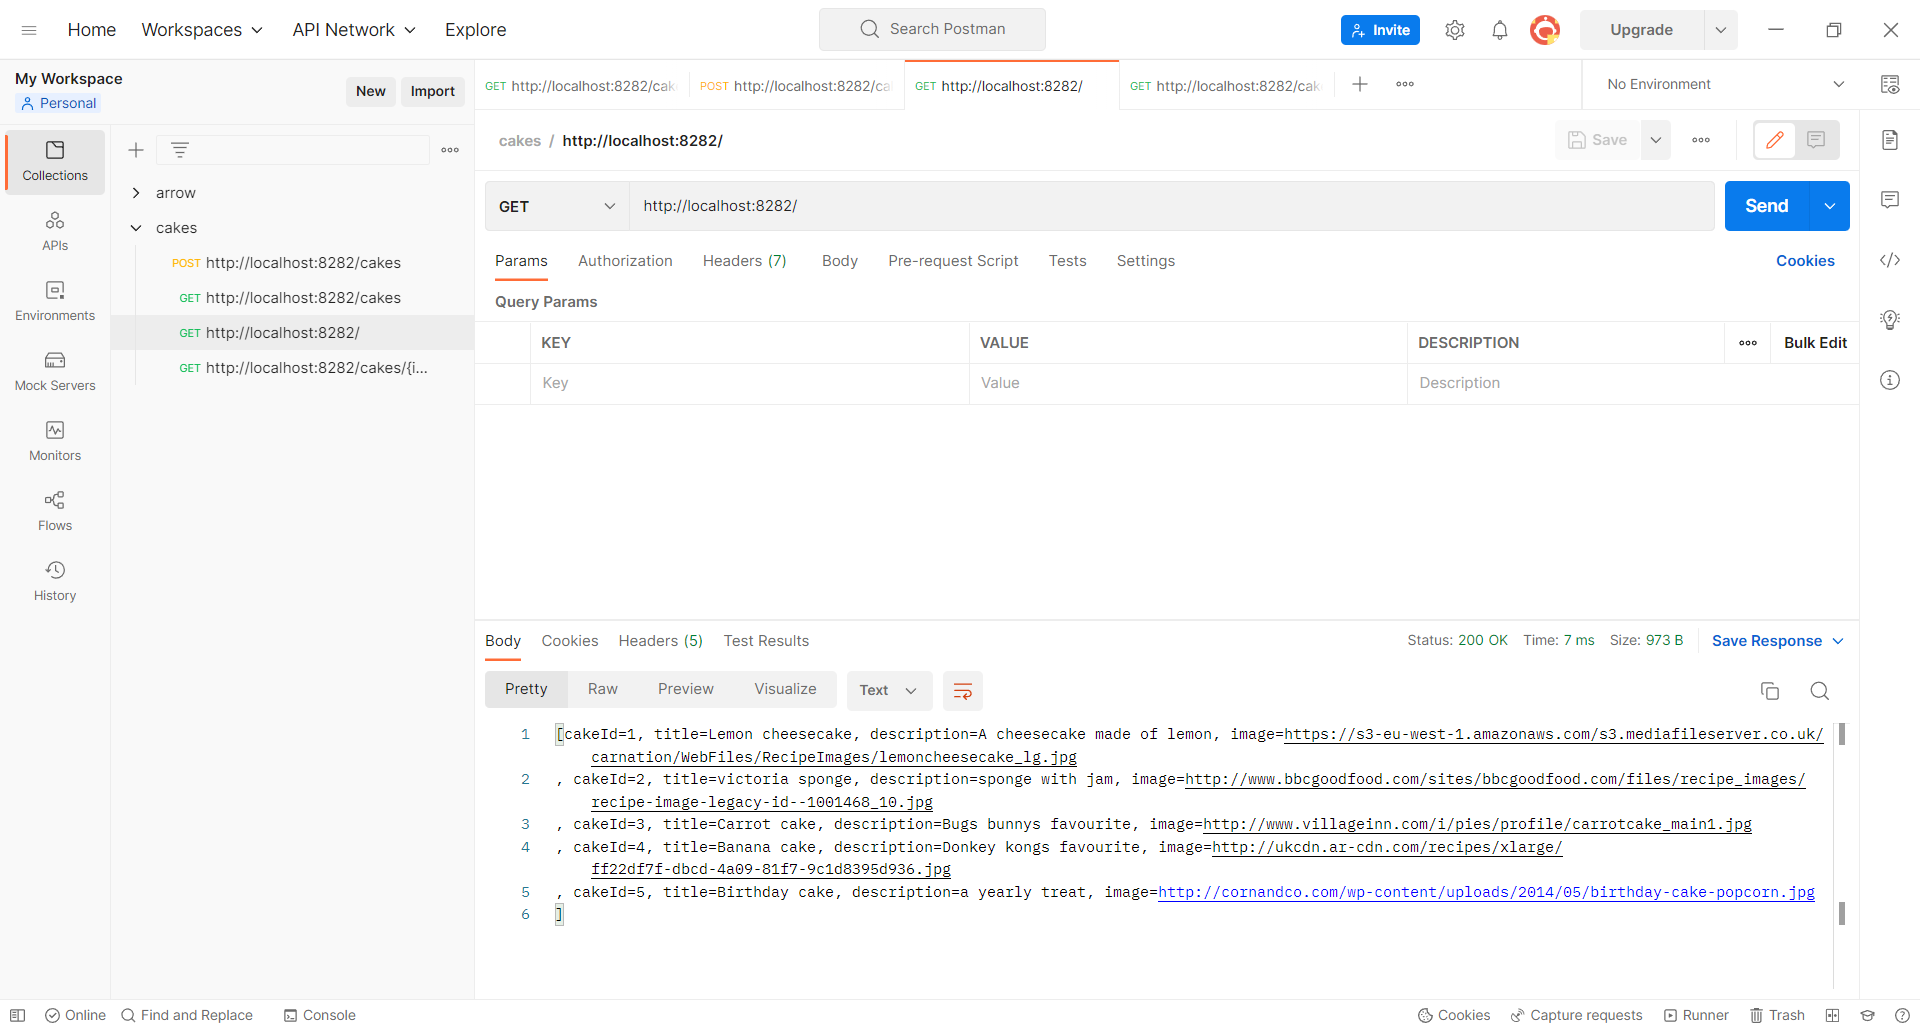 Home Workspaces API Network Explore Search Postman Invite Upgrade
My Workspace
Personal
New Import
GET http://localhost:8282/cak POST http://localhost:8282/ca GET http://localhost:8282/ GET http://localhost:8282/cak No Environment
cakes / http://localhost:8282/ Save
Collections
APIs
Environments
Mock Servers
Monitors
Flows
History
arrow
cakes
POST http://localhost:8282/cakes
GET http://localhost:8282/cakes
GET http://localhost:8282/
GET http://localhost:8282/cakes/{i...
GET http://localhost:8282/ Send
Params Authorization Headers (7) Body Pre-request Script Tests Settings Cookies
Query Params
KEY VALUE DESCRIPTION Bulk Edit
Key Value Description
Body Cookies Headers (5) Test Results Status: 200 OK Time: 7 ms Size: 973 B Save Response
Pretty Raw Preview Visualize Text
1 [cakeId=1, title=Lemon cheesecake, description=A cheesecake made of lemon, image=https://s3-eu-west-1.amazonaws.com/s3.mediafileserver.co.uk/
carnation/WebFiles/RecipeImages/lemoncheesecake_lg.jpg
2 , cakeId=2, title=victoria sponge, description=sponge with jam, image=http://www.bbcgoodfood.com/sites/bbcgoodfood.com/files/recipe_images/
recipe-image-legacy-id--1001468_10.jpg
3 , cakeId=3, title=Carrot cake, description=Bugs bunnys favourite, image=http://www.villageinn.com/i/pies/profile/carrotcake_main1.jpg
4 , cakeId=4, title=Banana cake, description=Donkey kongs favourite, image=http://ukcdn.ar-cdn.com/recipes/xlarge/
ff22df7f-dbcd-4a09-81f7-9c1d8395d936.jpg
5 , cakeId=5, title=Birthday cake, description=a yearly treat, image=http://cornandco.com/wp-content/uploads/2014/05/birthday-cake-popcorn.jpg
6 ]
Online Find and Replace Console Cookies Capture requests Runner Trash